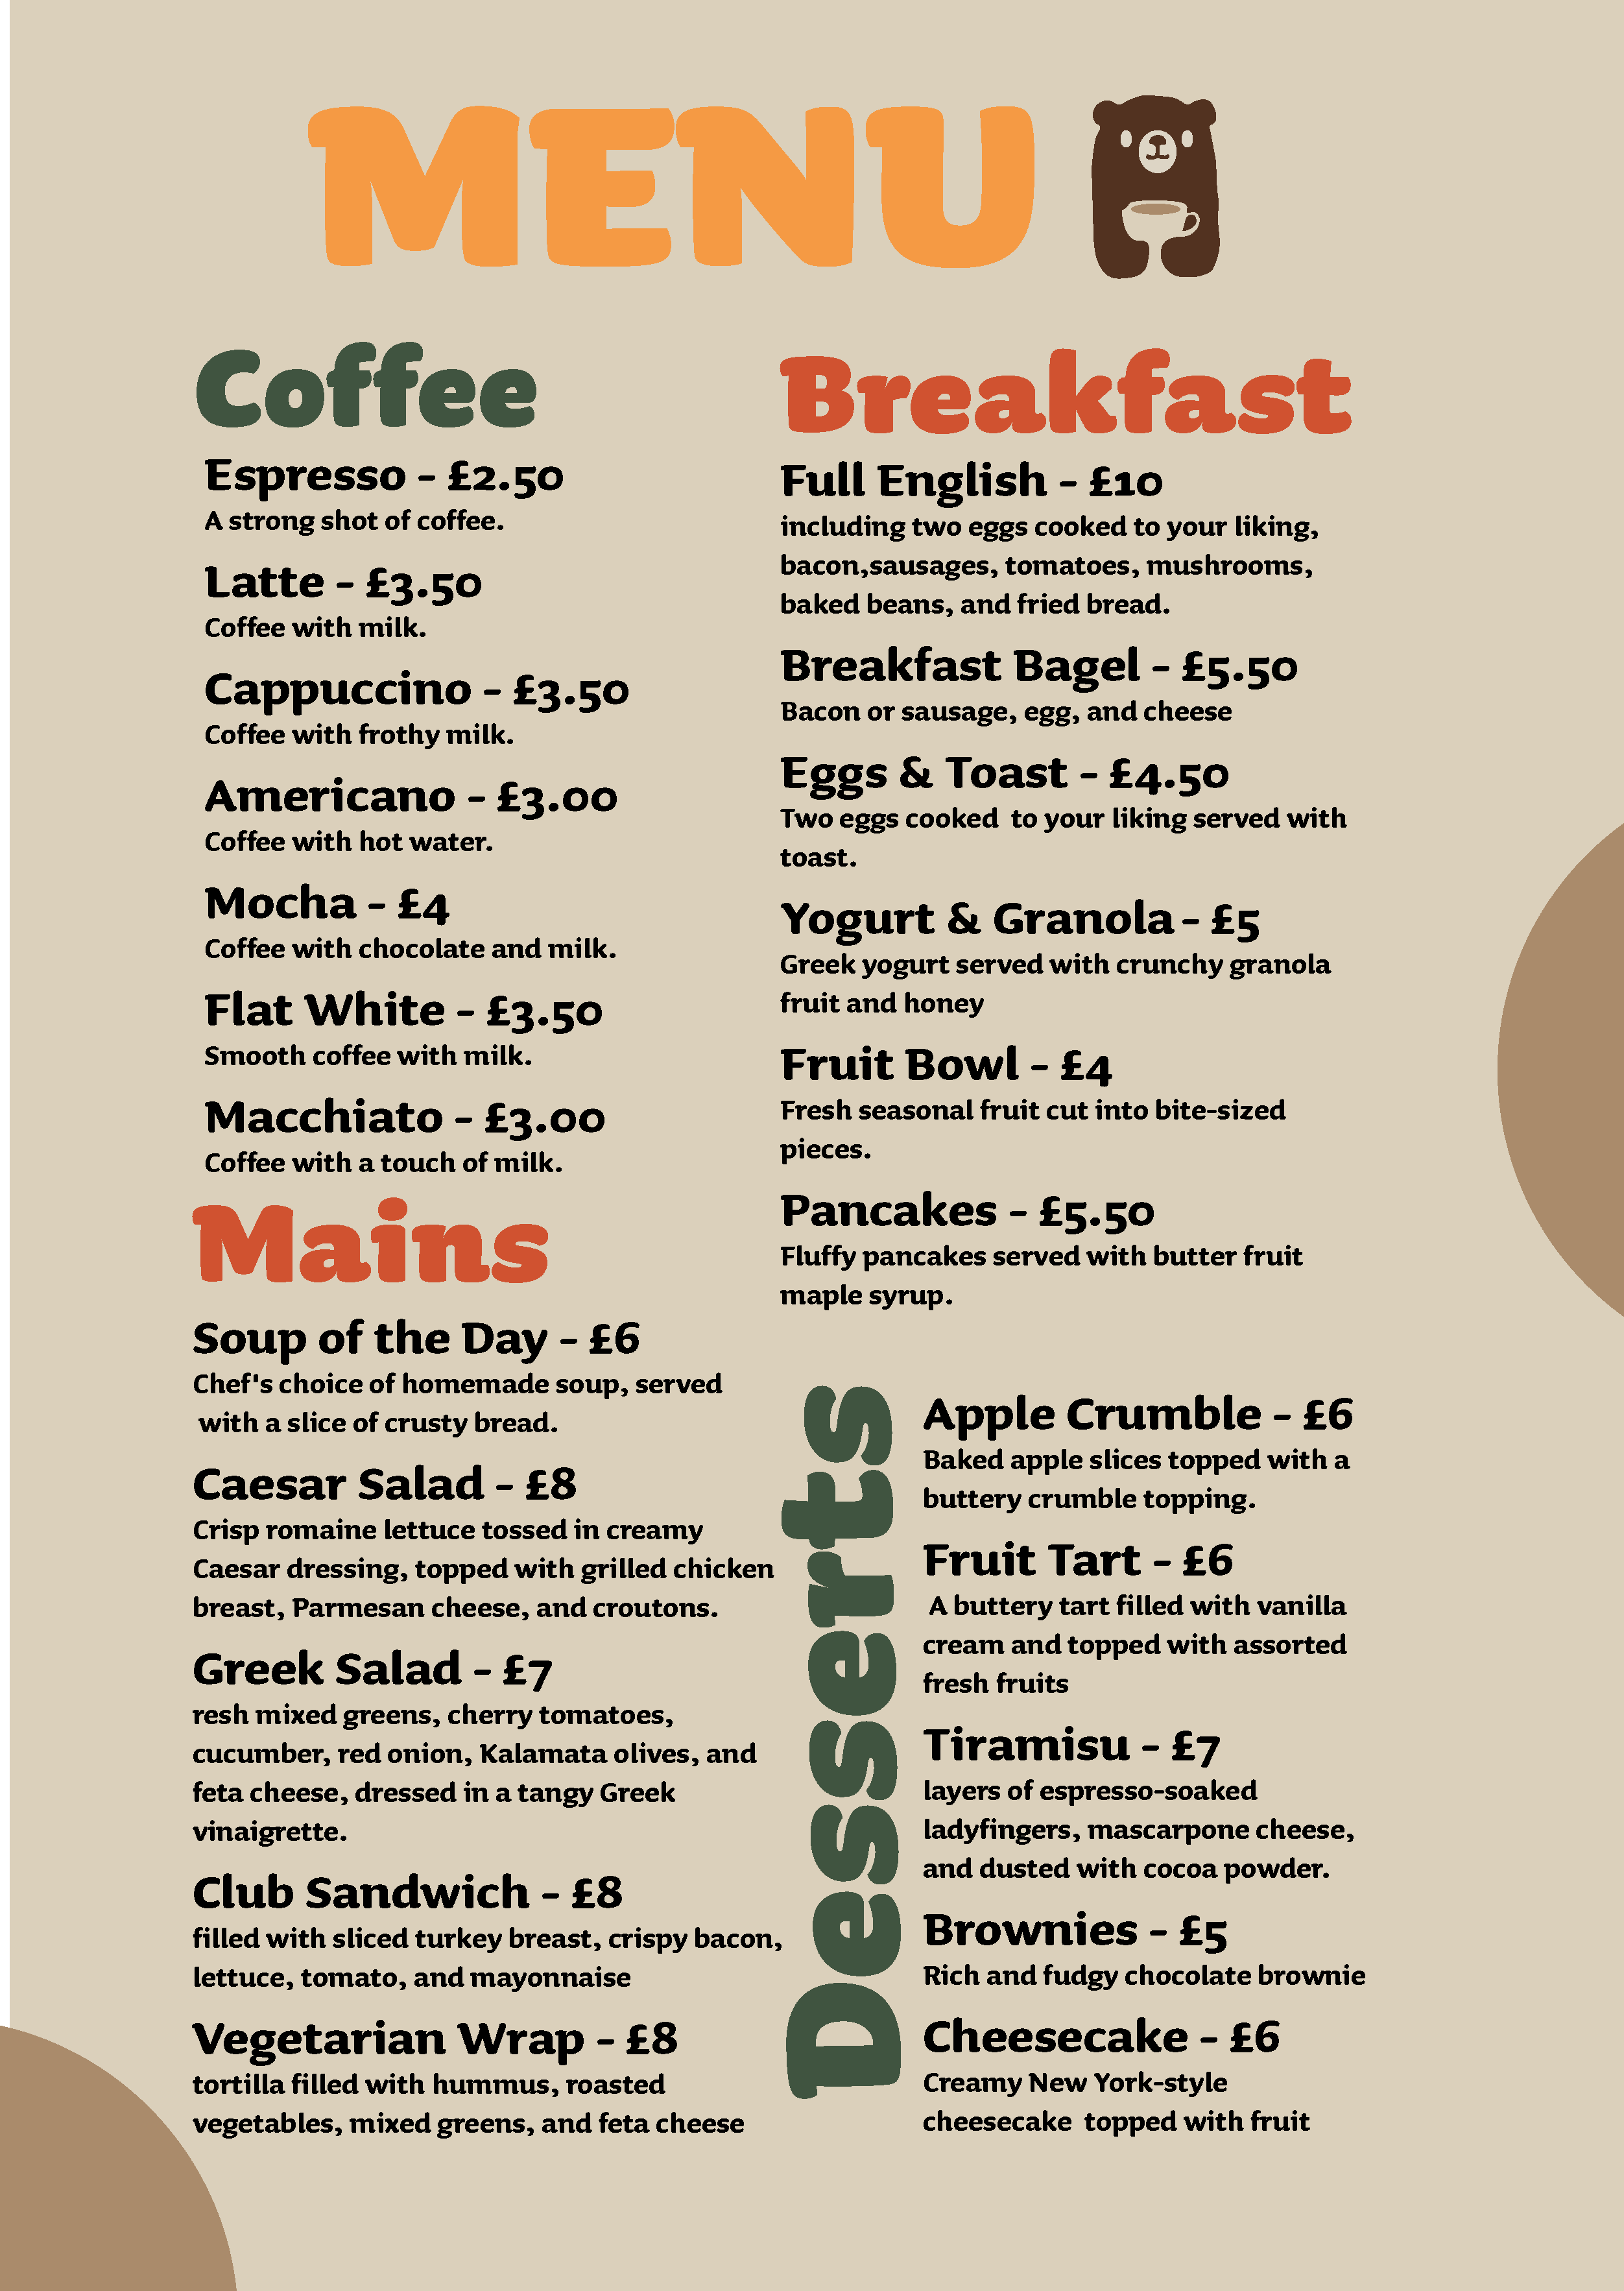 MENU
Coffee
Espresso - £2.50
A strong shot of coffee.
Latte - £3.50
Coffee with milk.
Cappuccino - £3.50
Coffee with frothy milk.
Americano - £3.00
Coffee with hot water.
Mocha - £4
Coffee with chocolate and milk.
Flat White - £3.50
Smooth coffee with milk.
Macchiato - £3.00
Coffee with a touch of milk.
Mains
Soup of the Day - £6
Chef's choice of homemade soup, served
with a slice of crusty bread.
Caesar Salad - £8
Crisp romaine lettuce tossed in creamy
Caesar dressing, topped with grilled chicken
breast, Parmesan cheese, and croutons.
Greek Salad - £7
resh mixed greens, cherry tomatoes,
cucumber, red onion, Kalamata olives, and
feta cheese, dressed in a tangy Greek
vinaigrette.
Club Sandwich - £8
filled with sliced turkey breast, crispy bacon,
lettuce, tomato, and mayonnaise
Vegetarian Wrap - £8
tortilla filled with hummus, roasted
vegetables, mixed greens, and feta cheese
Breakfast
Full English - £10
including two eggs cooked to your liking,
bacon,sausages, tomatoes, mushrooms,
baked beans, and fried bread.
Breakfast Bagel - £5.50
Bacon or sausage, egg, and cheese
Eggs & Toast - £4.50
Two eggs cooked to your liking served with
toast.
Yogurt & Granola - £5
Greek yogurt served with crunchy granola
fruit and honey
Fruit Bowl - £4
Fresh seasonal fruit cut into bite-sized
pieces.
Pancakes - £5.50
Fluffy pancakes served with butter fruit
maple syrup.
Desserts
Apple Crumble - £6
Baked apple slices topped with a
buttery crumble topping.
Fruit Tart - £6
A buttery tart filled with vanilla
cream and topped with assorted
fresh fruits
Tiramisu - £7
layers of espresso-soaked
ladyfingers, mascarpone cheese,
and dusted with cocoa powder.
Brownies - £5
Rich and fudgy chocolate brownie
Cheesecake - £6
Creamy New York-style
cheesecake topped with fruit